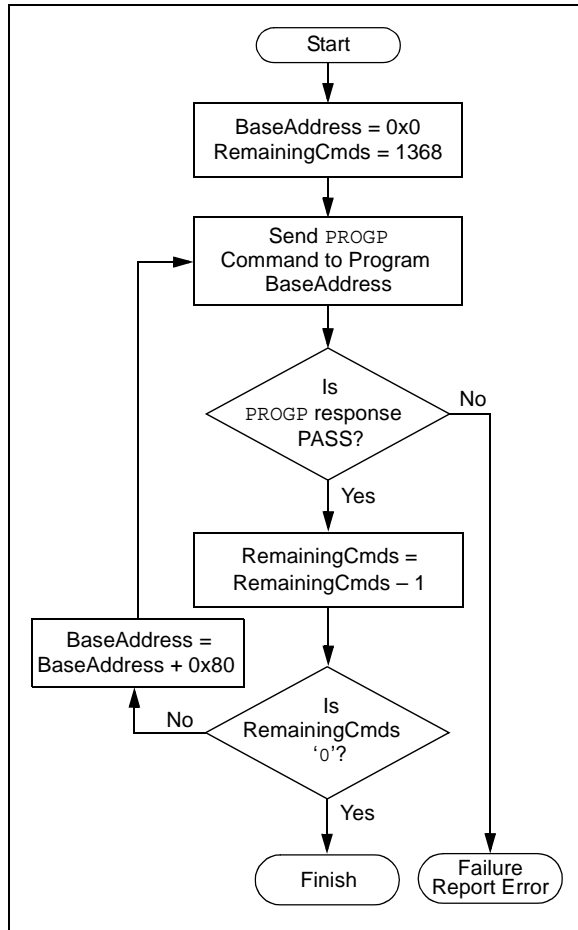 Start
BaseAddress = 0x0
RemainingCmds = 1368
Send PROGP
Command to Program
BaseAddress
Is
PROGP response
PASS?
No
Yes
RemainingCmds =
RemainingCmds – 1
BaseAddress =
BaseAddress + 0x80
Is
RemainingCmds
‘0’?
No
Yes
Finish
Failure
Report Error